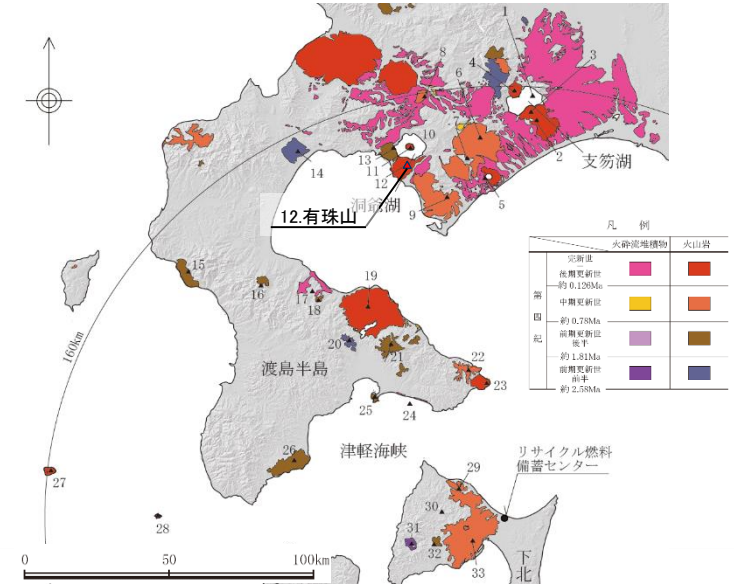 1
3
8
6
4
支笏湖
2
10
13
11
12
14
洞爺湖
12.有珠山
9
5
凡 例
火砕流堆積物 火山岩
第四紀
完新世
後期更新世
約 0.126Ma
中期更新世
約 0.78Ma
前期更新世
後半
約 1.81Ma
前期更新世
前半
約 2.58Ma
15
16
17
18
19
20
21
22
23
160km
渡島半島
25
24
26
津軽海峡
27
28
リサイクル燃料
備蓄センター
29
30
31
32
33
下北
0 50 100km